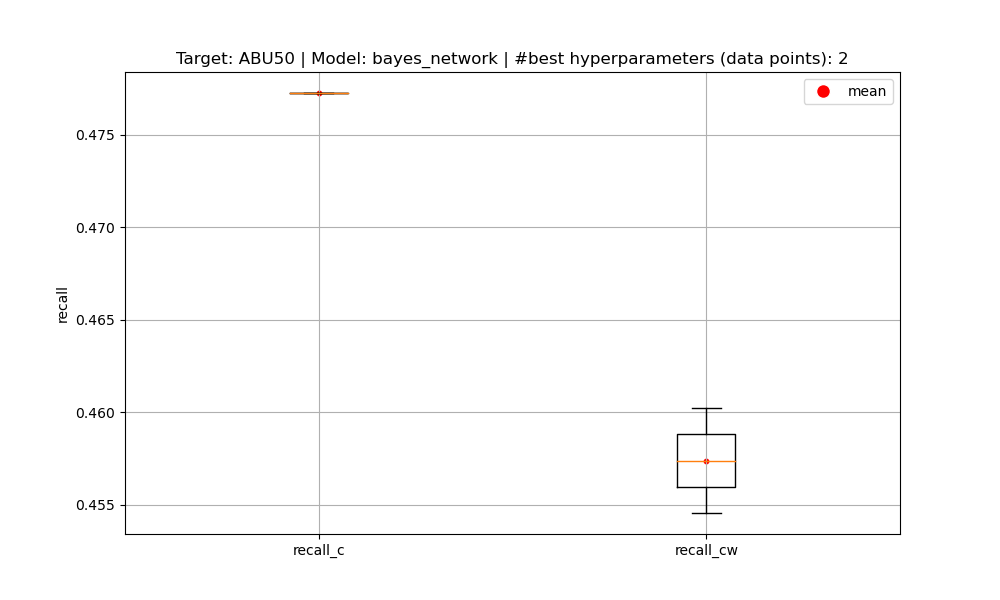 Target: ABU50 | Model: bayes_network | #best hyperparameters (data points): 2
mean
0.475
0.470
0.465
0.460
0.455
recall
recall_c
recall_cw